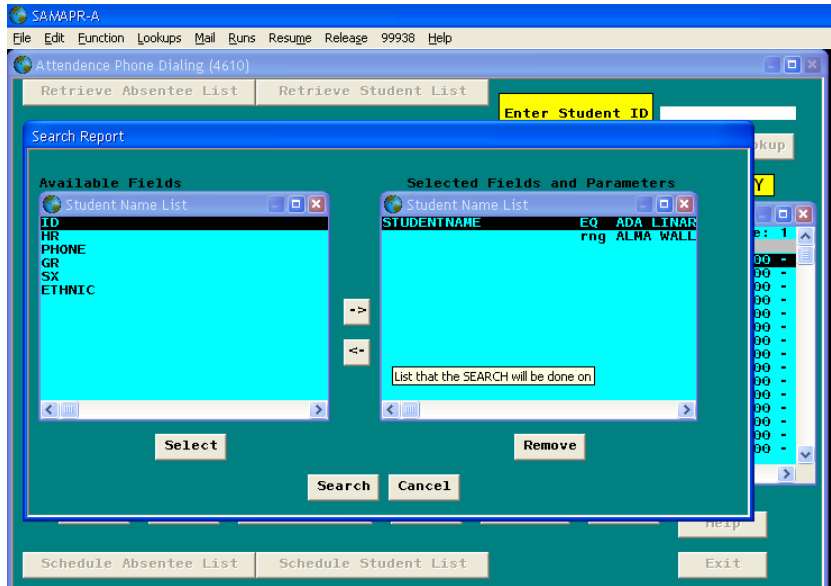 SAMAPR-A
File Edit Function Lookups Mail Runs Resume Release 99938 Help
Attendence Phone Dialing (4610)
Retrieve Absentee List Retrieve Student List
Enter Student ID
Search Report
Available Fields Selected Fields and Parameters
Student Name List Student Name List
ID STUDENTNAME EQ ADA LINAR
HR rng ALMA WALL
PHONE
GR
SX
ETHNIC
->
<-
List that the SEARCH will be done on
Select Remove
Search Cancel
Help
Schedule Absentee List Schedule Student List Exit